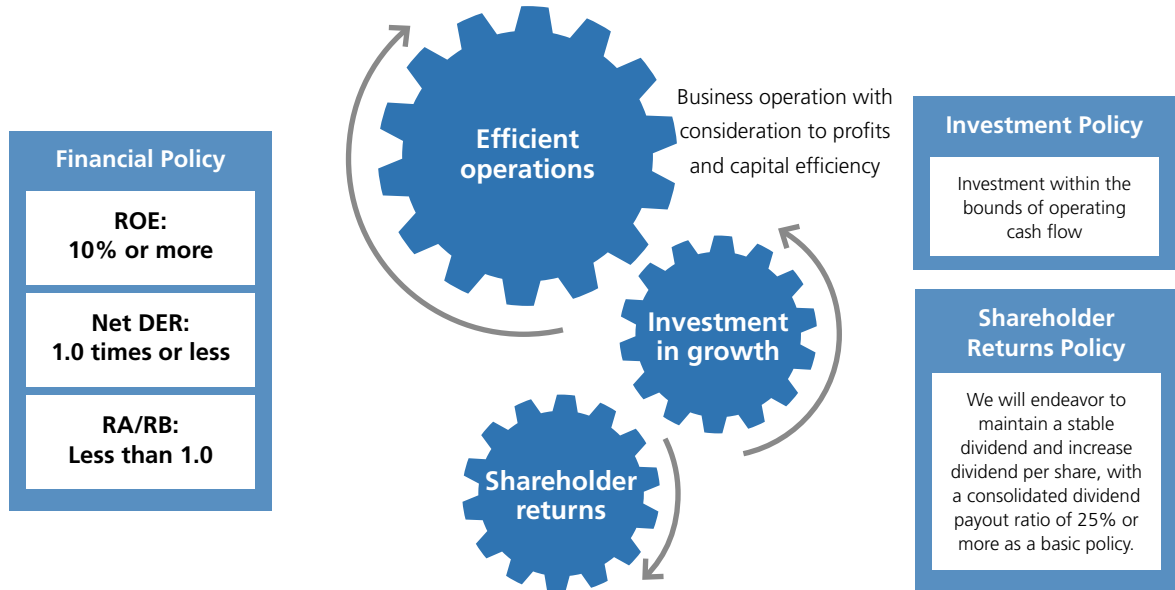 Financial Policy
ROE:
10% or more
Net DER:
1.0 times or less
RA/RB:
Less than 1.0
Efficient
operations
Business operation with
consideration to profits
and capital efficiency
Investment
in growth
Shareholder
returns
Investment Policy
Investment within the
bounds of operating
cash flow
Shareholder
Returns Policy
We will endeavor to
maintain a stable
dividend and increase
dividend per share, with
a consolidated dividend
payout ratio of 25% or
more as a basic policy.